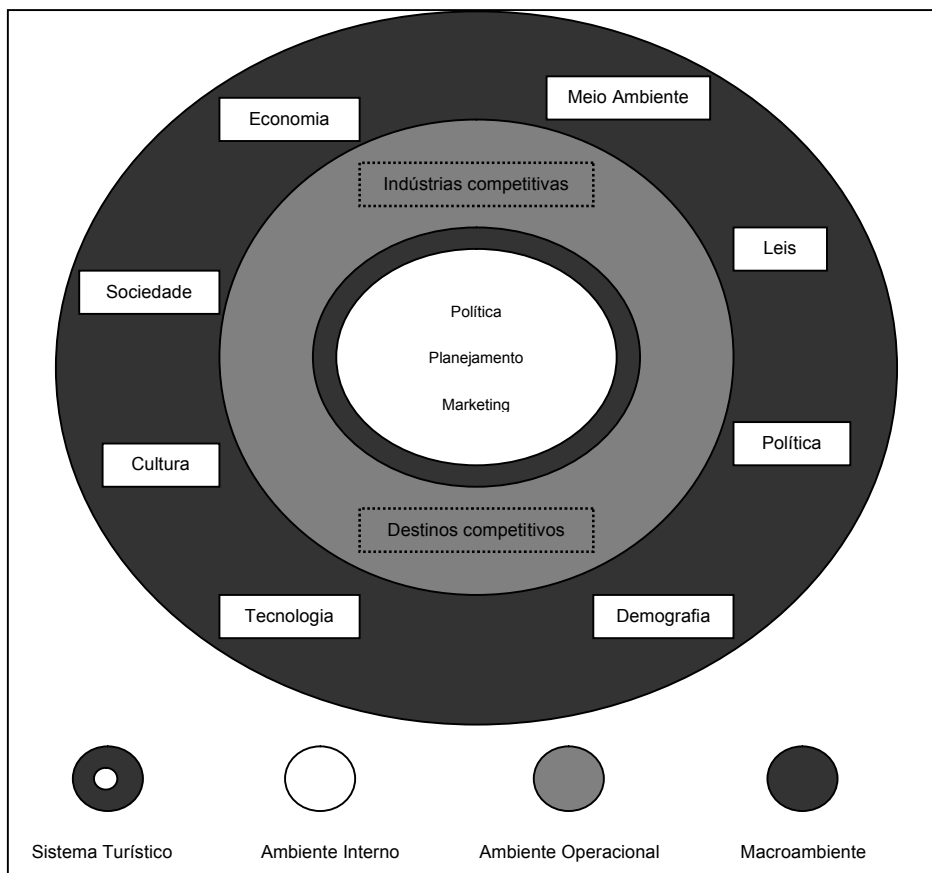 Meio Ambiente
Economia
Indústrias competitivas
Leis
Sociedade
Política
Planejamento
Marketing
Política
Cultura
Destinos competitivos
Tecnologia
Demografia
Sistema Turístico
Ambiente Interno
Ambiente Operacional
Macroambiente